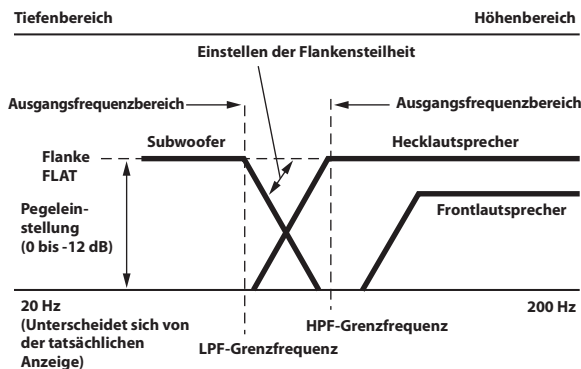 Tiefenbereich
Höhenbereich
Einstellen der Flankensteilheit
Ausgangsfrequenzbereich
Ausgangsfrequenzbereich
Subwoofer
Hecklautsprecher
Flanke
FLAT
Frontlautsprecher
Pegelein-
stellung
(0 bis -12 dB)
20 Hz
(Unterscheidet sich von
der tatsächlichen
Anzeige)
200 Hz
HPF-Grenzfrequenz
LPF-Grenzfrequenz